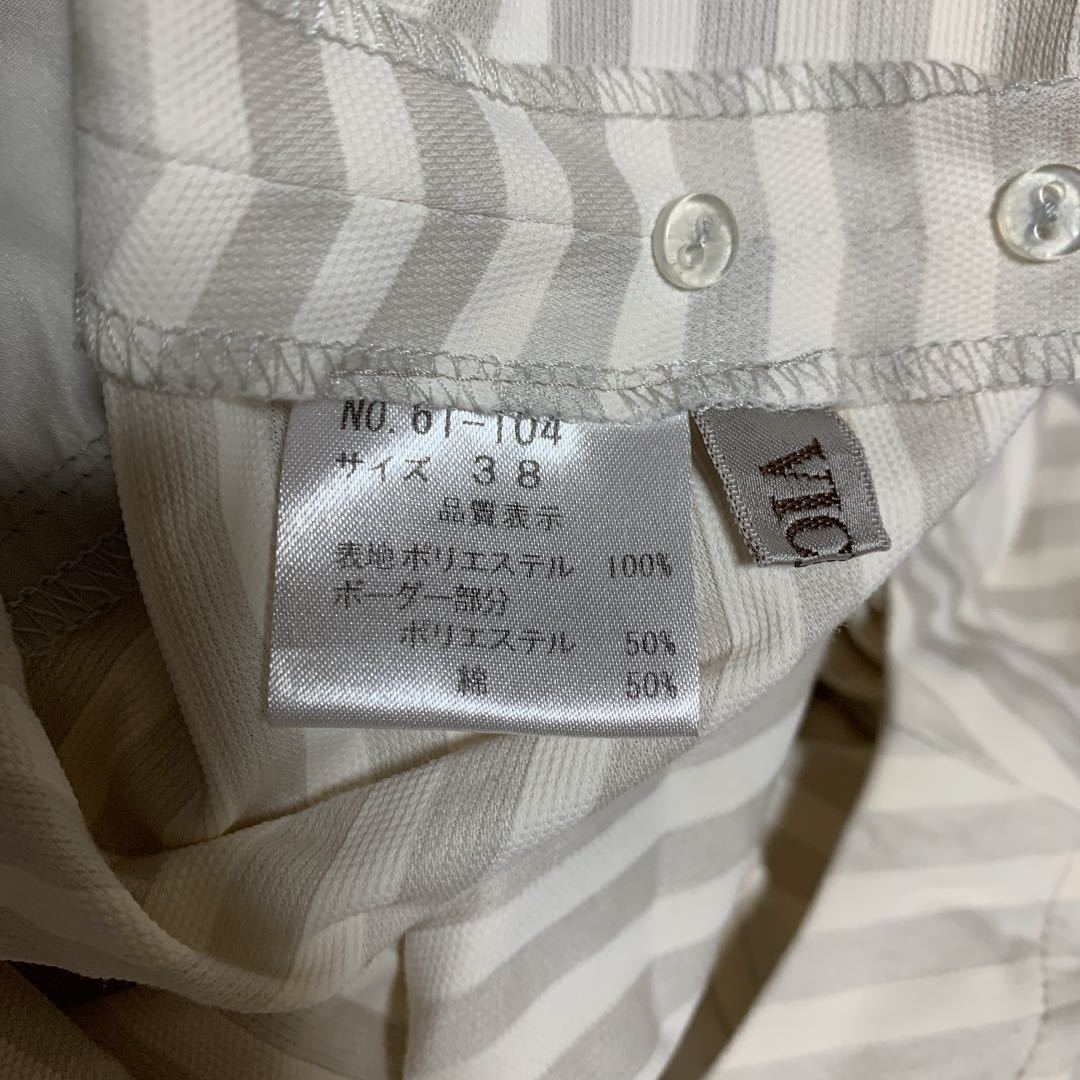 NO. 61-104
サイズ 38
品質表示
表地ポリエステル 100%
ボーダー部分
ポリエステル 50%
綿 50%
VIC